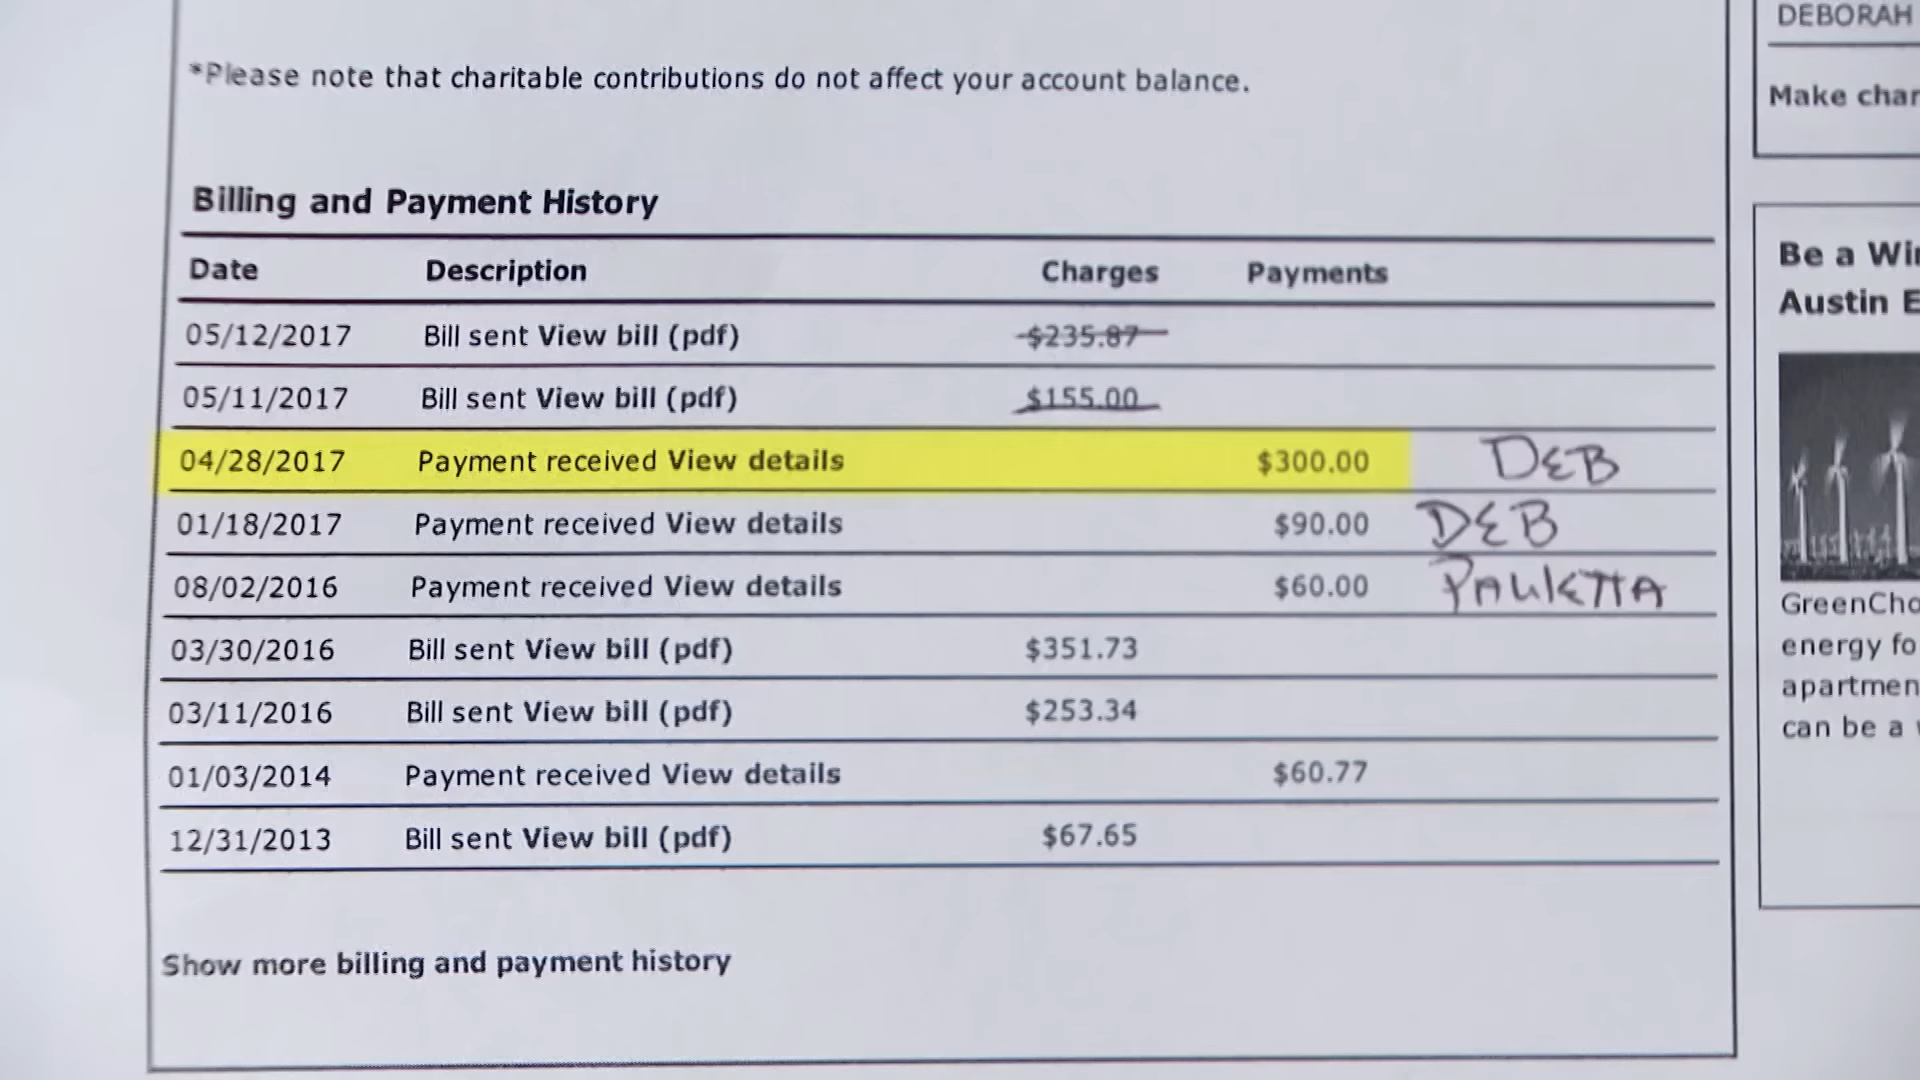 *Please note that charitable contributions do not affect your account balance.
Billing and Payment History
Date Description Charges Payments
05/12/2017 Bill sent View bill (pdf) $235.87
05/11/2017 Bill sent View bill (pdf) $155.00
04/28/2017 Payment received View details $300.00 DEB
01/18/2017 Payment received View details $90.00 DEB
08/02/2016 Payment received View details $60.00 PAULETTA
03/30/2016 Bill sent View bill (pdf) $351.73
03/11/2016 Bill sent View bill (pdf) $253.34
01/03/2014 Payment received View details $60.77
12/31/2013 Bill sent View bill (pdf) $67.65
Show more billing and payment history
DEBORAH
Make
Be a
Austin
energy fo
can be a